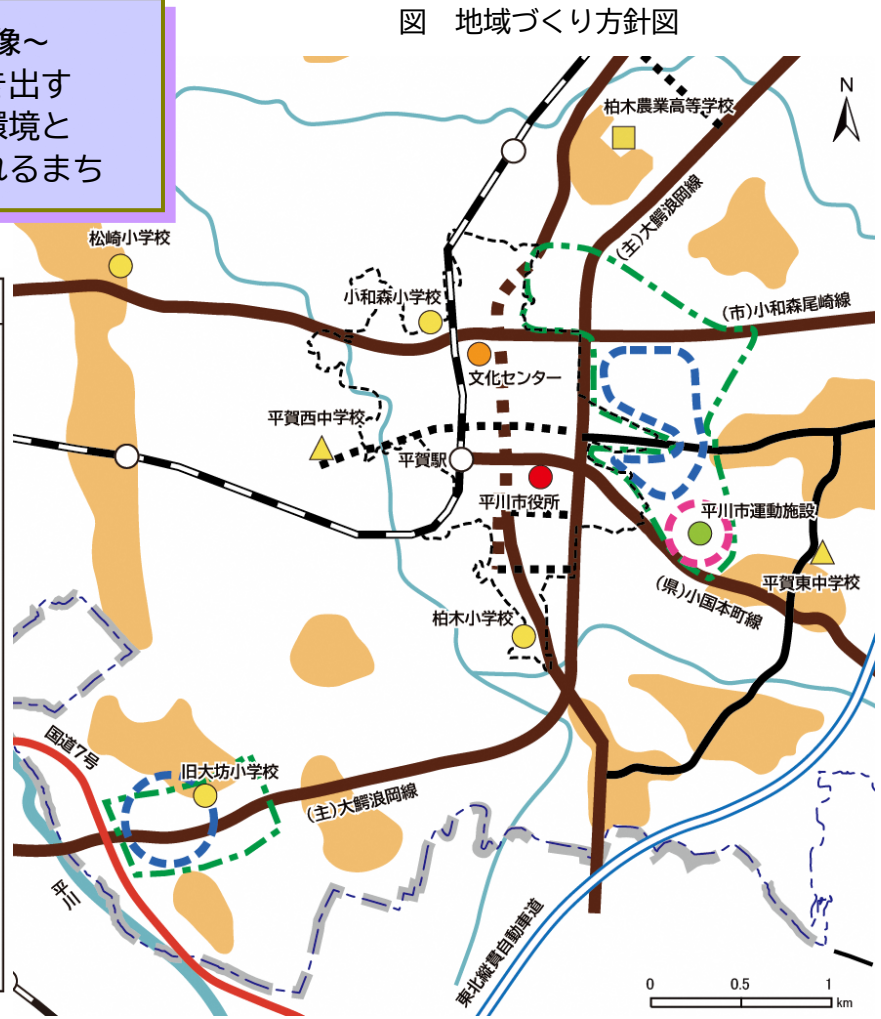 図　地域づくり方針図
像～
き出す
環境と
れるまち
N
柏木農業高等学校
(主)大鰐浪岡線
松崎小学校
小和森小学校
(市)小和森尾崎線
文化センター
平賀西中学校
平賀駅
平川市役所
平川市運動施設
平賀東中学校
(県)小国本町線
柏木小学校
国道7号
旧大坊小学校
(主)大鰐浪岡線
平川
東北縦貫自動車道
0 0.5 1
km